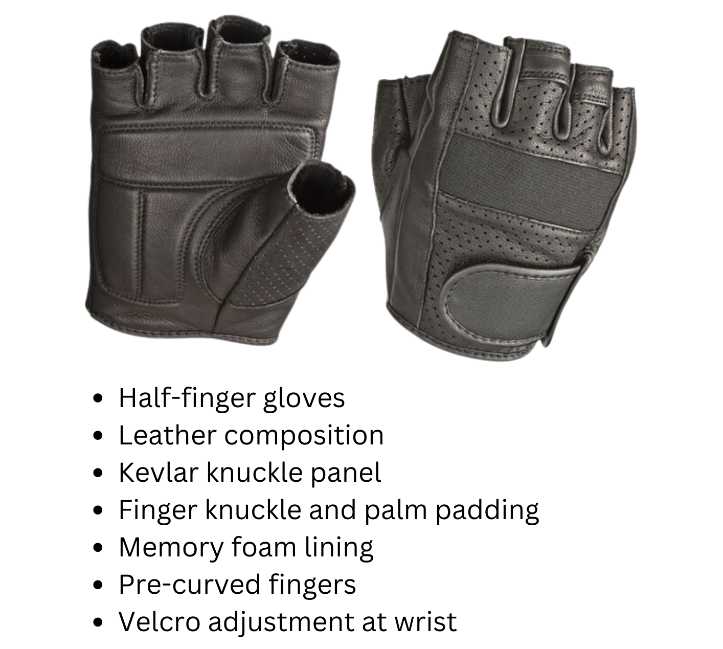 • Half-finger gloves
• Leather composition
• Kevlar knuckle panel
• Finger knuckle and palm padding
• Memory foam lining
• Pre-curved fingers
• Velcro adjustment at wrist